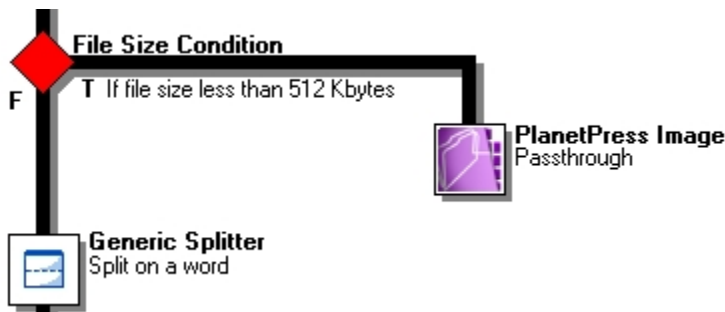 File Size Condition
T If file size less than 512 Kbytes
F
PlanetPress Image
Passthrough
Generic Splitter
Split on a word